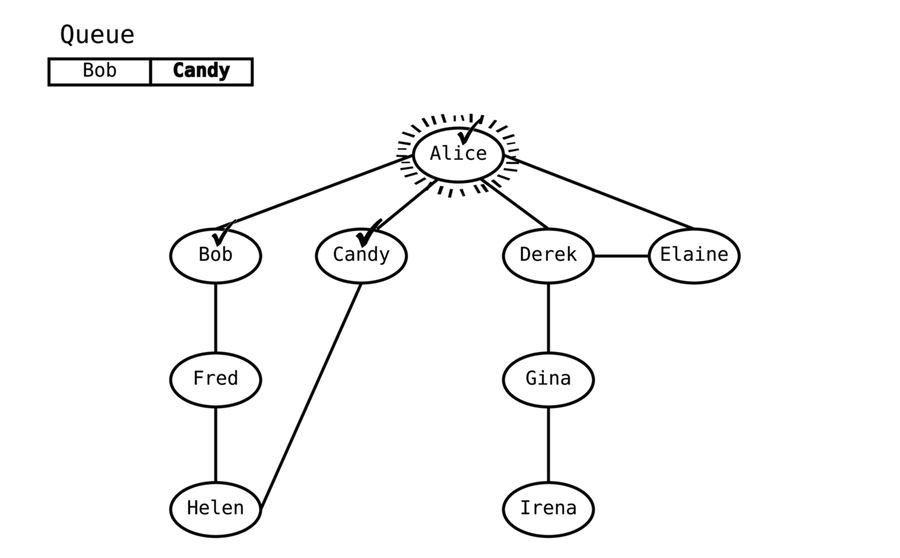 Queue
Bob Candy
Alice
Bob Candy Derek Elaine
Fred Gina
Helen Irena